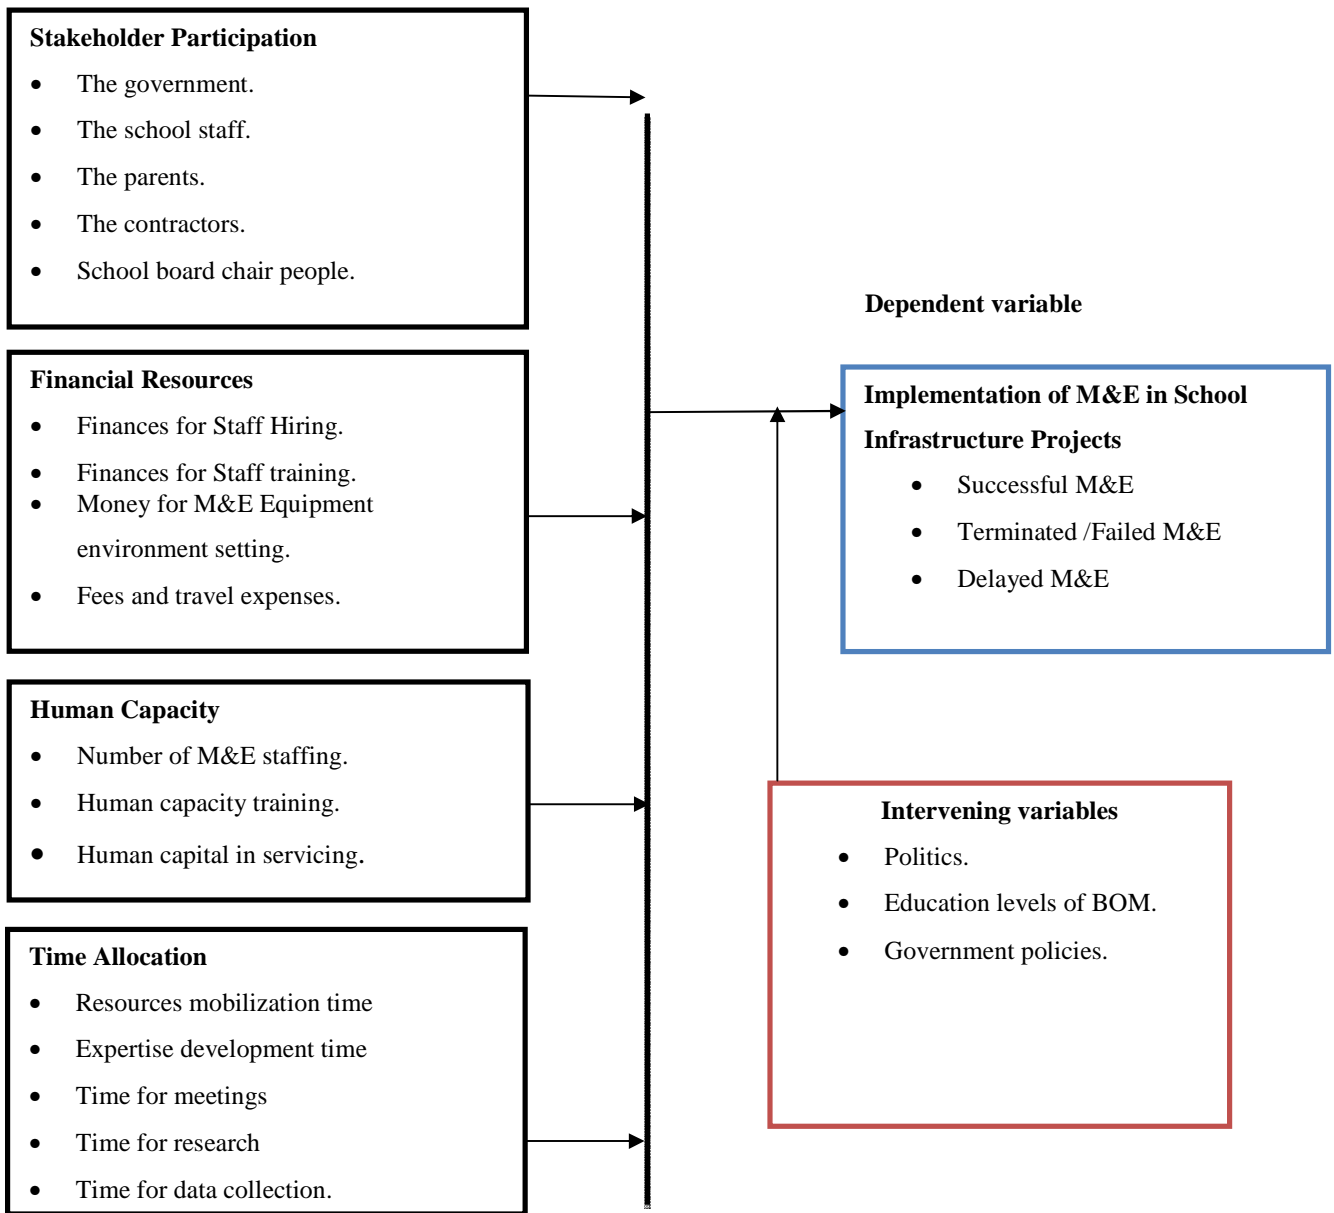 Stakeholder Participation
• The government.
• The school staff.
• The parents.
• The contractors.
• School board chair people.
Financial Resources
• Finances for Staff Hiring.
• Finances for Staff training.
• Money for M&E Equipment
environment setting.
• Fees and travel expenses.
Human Capacity
• Number of M&E staffing.
• Human capacity training.
• Human capital in servicing.
Time Allocation
• Resources mobilization time
• Expertise development time
• Time for meetings
• Time for research
• Time for data collection.
Dependent variable
Implementation of M&E in School
Infrastructure Projects
• Successful M&E
• Terminated /Failed M&E
• Delayed M&E
Intervening variables
• Politics.
• Education levels of BOM.
• Government policies.